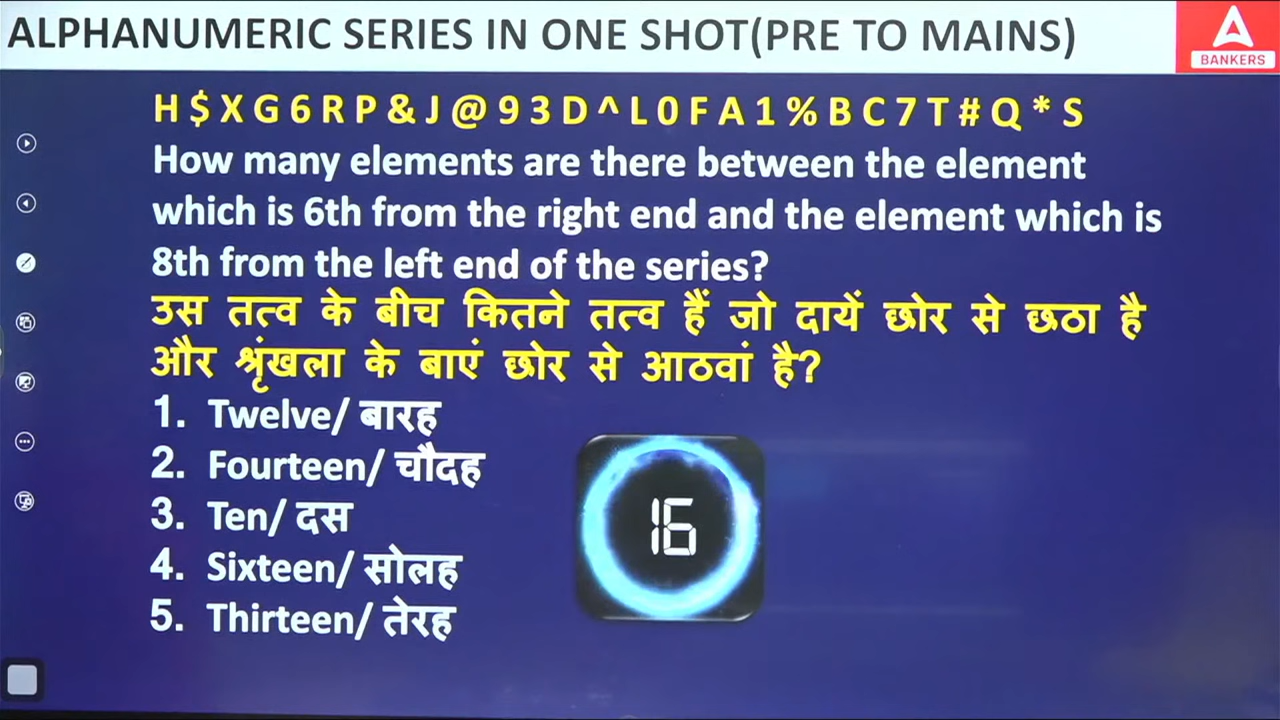 ALPHANUMERIC SERIES IN ONE SHOT(PRE TO MAINS)
BANKERS
H $ X G 6 R P & J @ 9 3 D ^ L 0 F A 1 % B C 7 T # Q * S
How many elements are there between the element
which is 6th from the right end and the element which is
8th from the left end of the series?
उस तत्व के बीच कितने तत्व हैं जो दायें छोर से छठा है
और श्रृंखला के बाएं छोर से आठवां है?
1. Twelve/ बारह
2. Fourteen/ चौदह
3. Ten/ दस
4. Sixteen/ सोलह
5. Thirteen/ तेरह
16